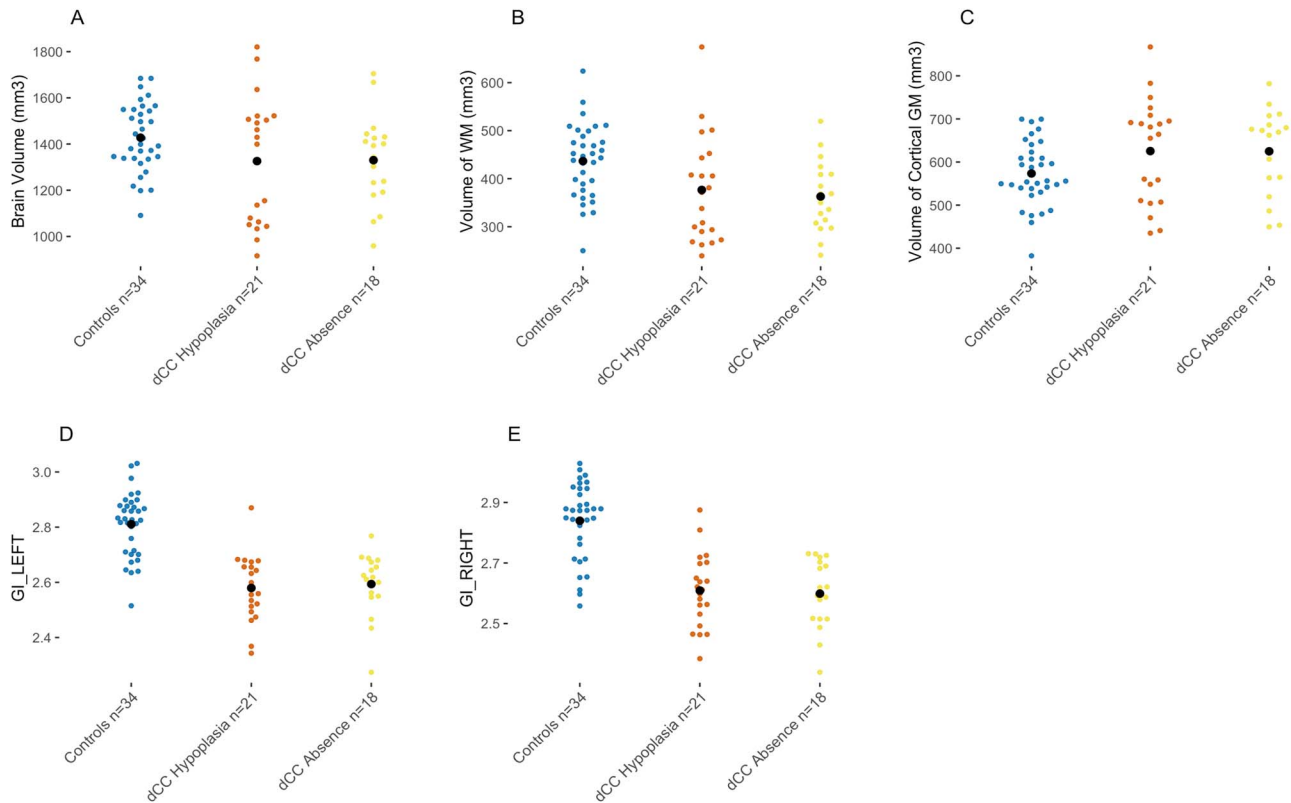 A
B
C
Brain Volume (mm3)
1800
1600
1400
1200
1000
Controls n=34
dCC Hypoplasia n=21
dCC Absence n=18
Volume of WM (mm3)
600
500
400
300
Controls n=34
dCC Hypoplasia n=21
dCC Absence n=18
Volume of Cortical GM (mm3)
800
700
600
500
400
Controls n=34
dCC Hypoplasia n=21
dCC Absence n=18
D
E
GI_LEFT
3.0
2.8
2.6
2.4
Controls n=34
dCC Hypoplasia n=21
dCC Absence n=18
GI_RIGHT
2.9
2.7
2.5
Controls n=34
dCC Hypoplasia n=21
dCC Absence n=18